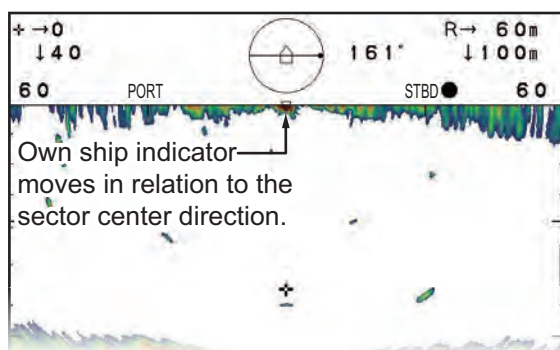 + →0
↓40
161°
R→ 60m
↓100m
60 PORT STBD 60
Own ship indicator
moves in relation to the
sector center direction.